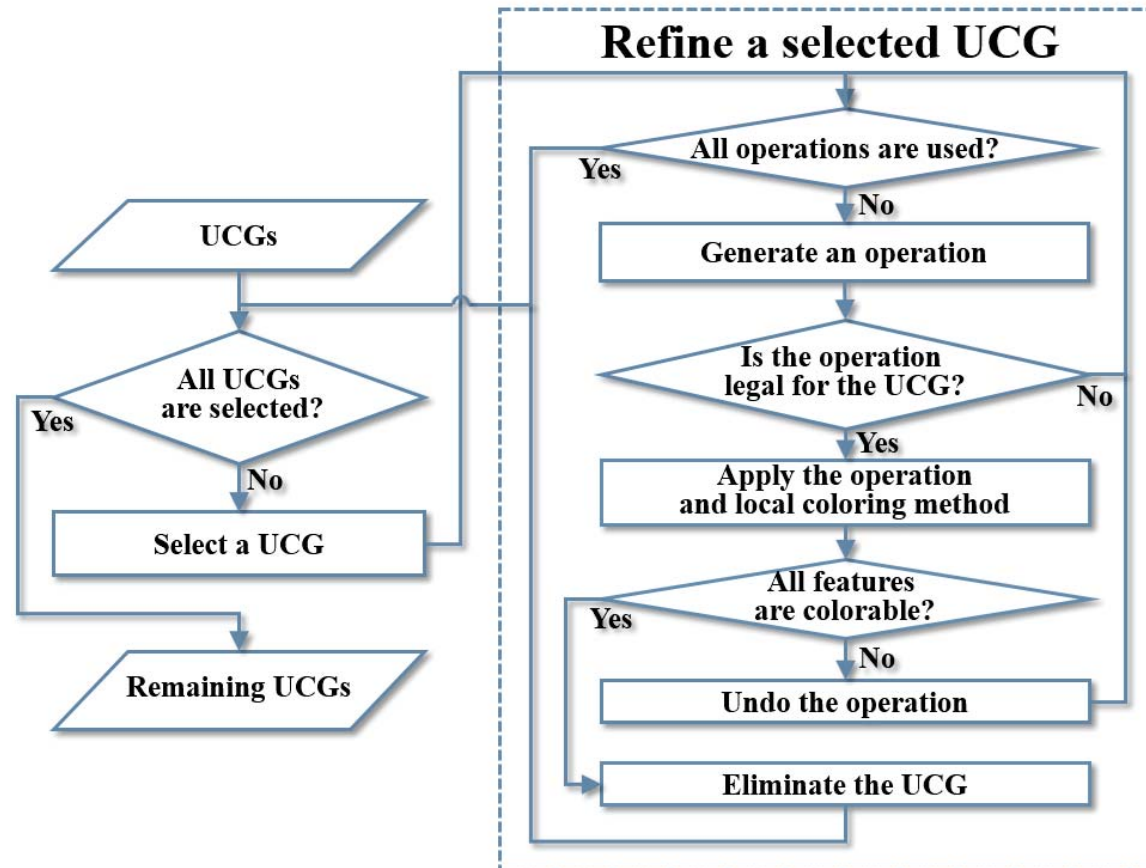 Refine a selected UCG
All operations are used?
Yes
No
Generate an operation
Is the operation
legal for the UCG?
No
Yes
Apply the operation
and local coloring method
All features
are colorable?
Yes
No
Undo the operation
Eliminate the UCG
UCGs
All UCGs
are selected?
Yes
No
Select a UCG
Remaining UCGs